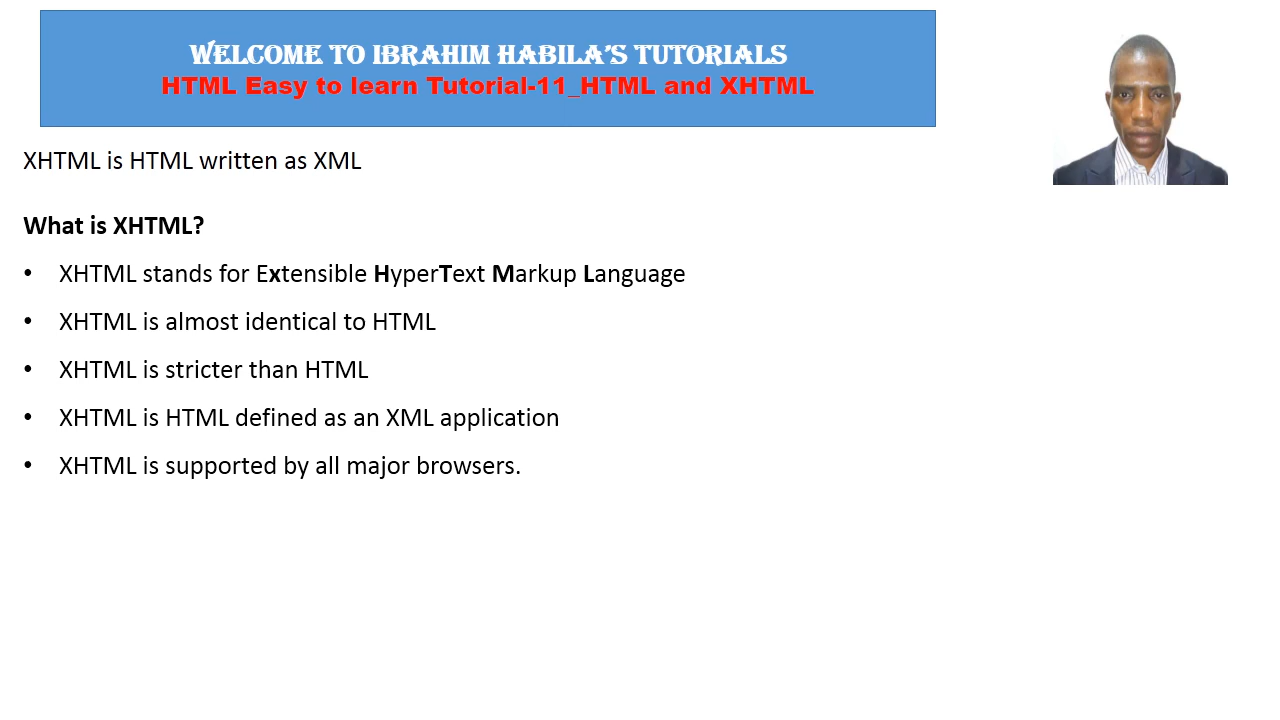 WELCOME TO IBRAHIM HABILA'S TUTORIALS
HTML Easy to learn Tutorial-11_HTML and XHTML
XHTML is HTML written as XML
What is XHTML?
• XHTML stands for Extensible HyperText Markup Language
• XHTML is almost identical to HTML
• XHTML is stricter than HTML
• XHTML is HTML defined as an XML application
• XHTML is supported by all major browsers.